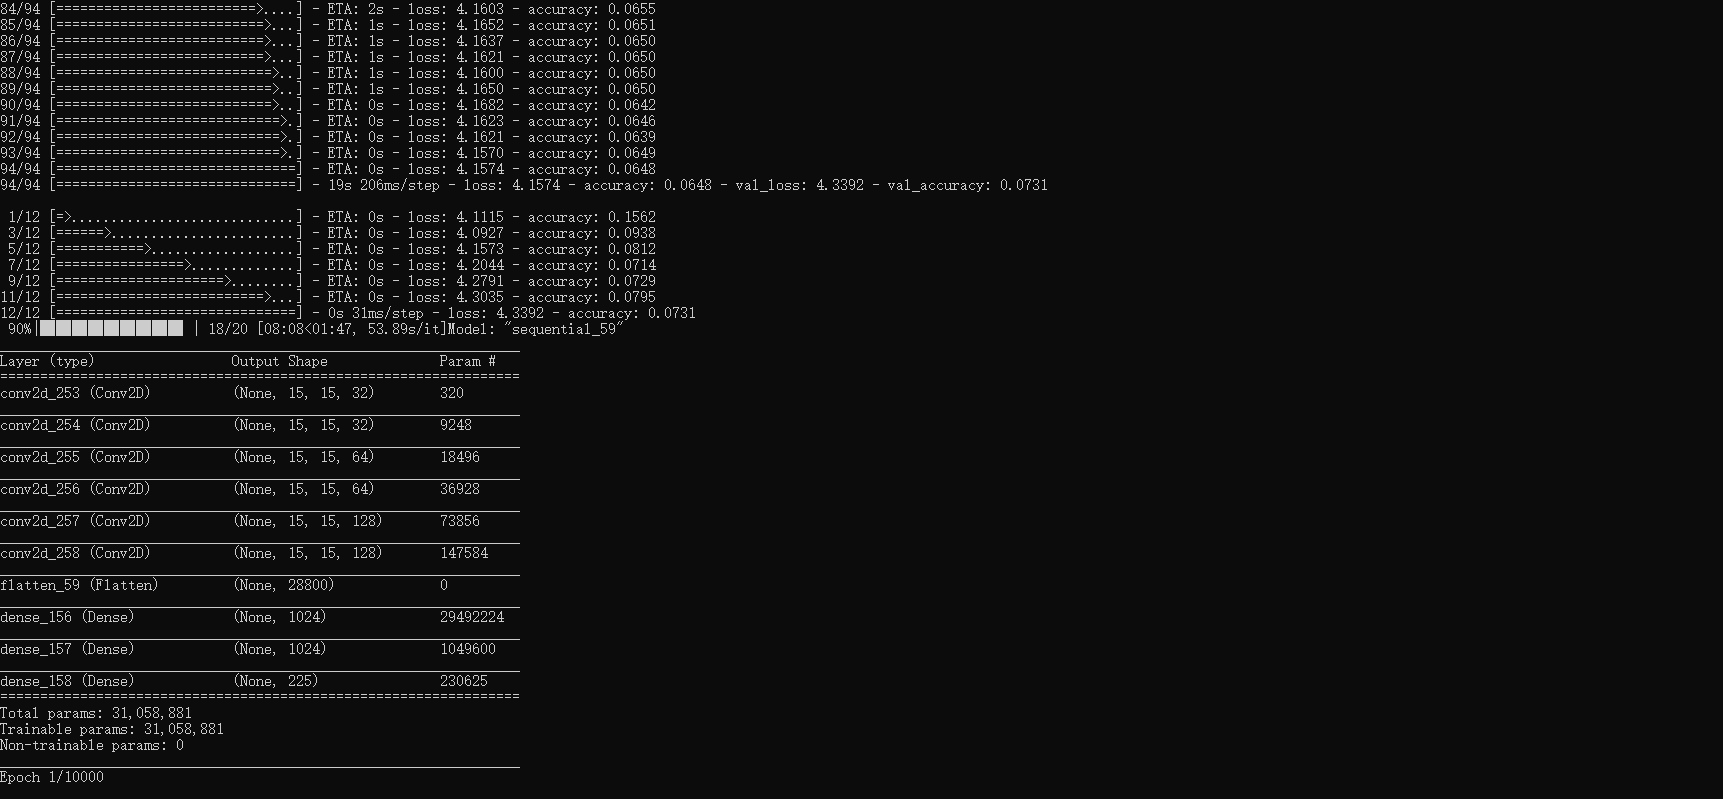 84/94 [=========================>....] - ETA: 2s - loss: 4.1603 - accuracy: 0.0655
85/94 [==========================>...] - ETA: 1s - loss: 4.1652 - accuracy: 0.0651
86/94 [==========================>...] - ETA: 1s - loss: 4.1637 - accuracy: 0.0650
87/94 [==========================>...] - ETA: 1s - loss: 4.1621 - accuracy: 0.0650
88/94 [===========================>..] - ETA: 1s - loss: 4.1600 - accuracy: 0.0650
89/94 [===========================>..] - ETA: 1s - loss: 4.1650 - accuracy: 0.0650
90/94 [===========================>..] - ETA: 0s - loss: 4.1682 - accuracy: 0.0642
91/94 [============================>.] - ETA: 0s - loss: 4.1623 - accuracy: 0.0646
92/94 [============================>.] - ETA: 0s - loss: 4.1621 - accuracy: 0.0639
93/94 [============================>.] - ETA: 0s - loss: 4.1570 - accuracy: 0.0649
94/94 [==============================] - ETA: 0s - loss: 4.1574 - accuracy: 0.0648
94/94 [==============================] - 19s 206ms/step - loss: 4.1574 - accuracy: 0.0648 - val_loss: 4.3392 - val_accuracy: 0.0731
1/12 [=>............................] - ETA: 0s - loss: 4.1115 - accuracy: 0.1562
3/12 [======>.......................] - ETA: 0s - loss: 4.0927 - accuracy: 0.0938
5/12 [===========>..................] - ETA: 0s - loss: 4.1573 - accuracy: 0.0812
7/12 [================>.............] - ETA: 0s - loss: 4.2044 - accuracy: 0.0714
9/12 [=====================>........] - ETA: 0s - loss: 4.2791 - accuracy: 0.0729
11/12 [==========================>...] - ETA: 0s - loss: 4.3035 - accuracy: 0.0795
12/12 [==============================] - 0s 31ms/step - loss: 4.3392 - accuracy: 0.0731
90%|█████████ | 18/20 [08:08<01:47, 53.89s/it]Model: "sequential_59"
_________________________________________________________________
Layer (type) Output Shape Param #
=================================================================
conv2d_253 (Conv2D) (None, 15, 15, 32) 320
_________________________________________________________________
conv2d_254 (Conv2D) (None, 15, 15, 32) 9248
_________________________________________________________________
conv2d_255 (Conv2D) (None, 15, 15, 64) 18496
_________________________________________________________________
conv2d_256 (Conv2D) (None, 15, 15, 64) 36928
_________________________________________________________________
conv2d_257 (Conv2D) (None, 15, 15, 128) 73856
_________________________________________________________________
conv2d_258 (Conv2D) (None, 15, 15, 128) 147584
_________________________________________________________________
flatten_59 (Flatten) (None, 28800) 0
_________________________________________________________________
dense_156 (Dense) (None, 1024) 29492224
_________________________________________________________________
dense_157 (Dense) (None, 1024) 1049600
_________________________________________________________________
dense_158 (Dense) (None, 225) 230625
=================================================================
Total params: 31,058,881
Trainable params: 31,058,881
Non-trainable params: 0
_________________________________________________________________
Epoch 1/10000